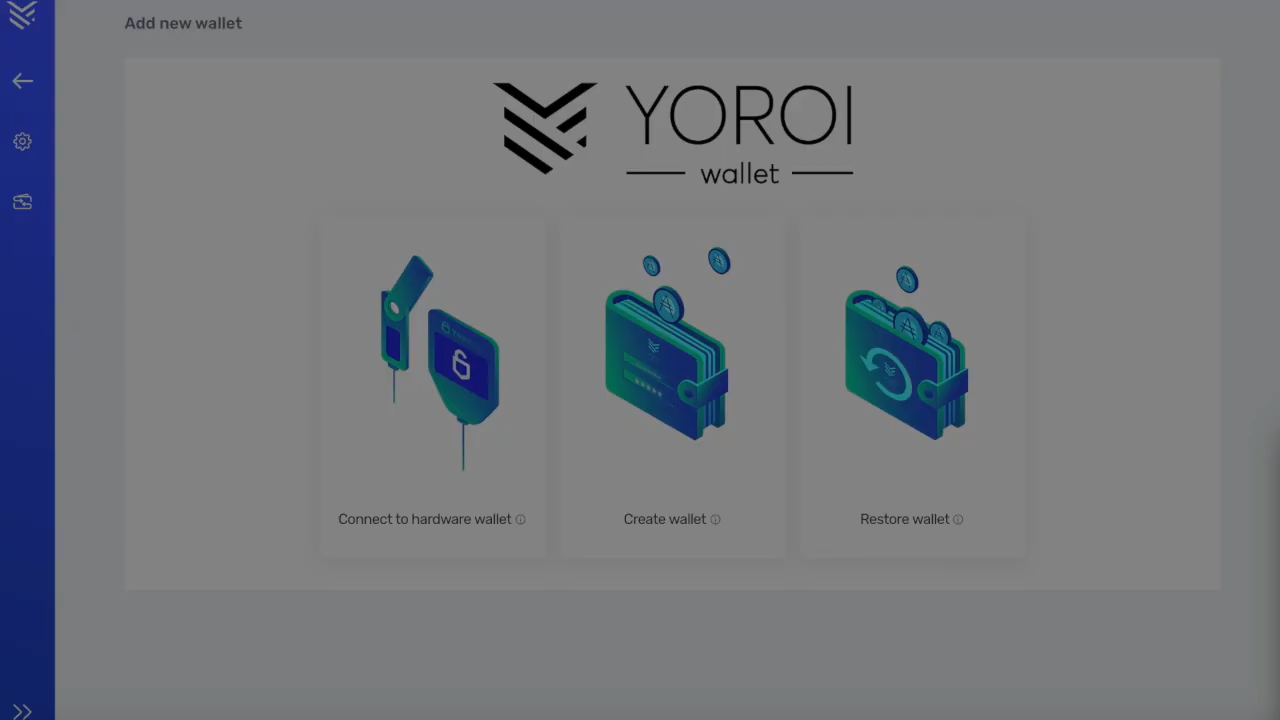 Add new wallet
YOROI
wallet
Connect to hardware wallet
Create wallet
Restore wallet